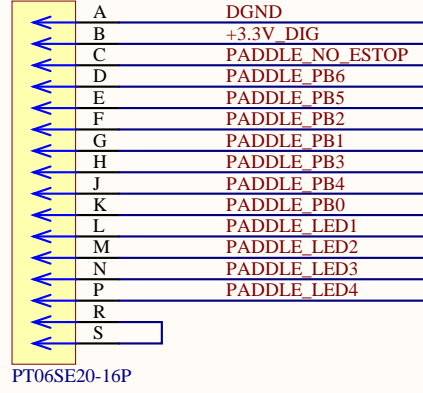 A DGND
B +3.3V_DIG
C PADDLE_NO_ESTOP
D PADDLE_PB6
E PADDLE_PB5
F PADDLE_PB2
G PADDLE_PB1
H PADDLE_PB3
J PADDLE_PB4
K PADDLE_PB0
L PADDLE_LED1
M PADDLE_LED2
N PADDLE_LED3
P PADDLE_LED4
R
S
PT06SE20-16P